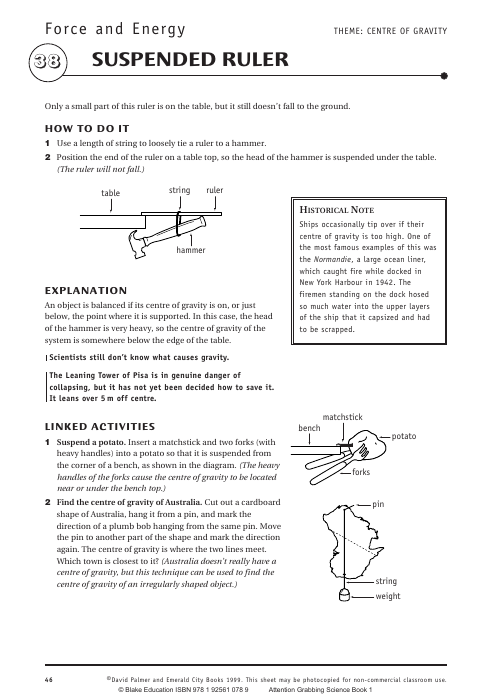 Force and Energy
THEME: CENTRE OF GRAVITY
38
SUSPENDED RULER
Only a small part of this ruler is on the table, but it still doesn't fall to the ground.
HOW TO DO IT
1 Use a length of string to loosely tie a ruler to a hammer.
2 Position the end of the ruler on a table top, so the head of the hammer is suspended under the table.
(The ruler will not fall.)
table
string
ruler
hammer
HISTORICAL NOTE
Ships occasionally tip over if their
centre of gravity is too high. One of
the most famous examples of this was
the Normandie, a large ocean liner,
which caught fire while docked in
New York Harbour in 1942. The
firemen standing on the dock hosed
so much water into the upper layers
of the ship that it capsized and had
to be scrapped.
EXPLANATION
An object is balanced if its centre of gravity is on, or just
below, the point where it is supported. In this case, the head
of the hammer is very heavy, so the centre of gravity of the
system is somewhere below the edge of the table.
Scientists still don't know what causes gravity.
The Leaning Tower of Pisa is in genuine danger of
collapsing, but it has not yet been decided how to save it.
It leans over 5 m off centre.
LINKED ACTIVITIES
1 Suspend a potato. Insert a matchstick and two forks (with
heavy handles) into a potato so that it is suspended from
the corner of a bench, as shown in the diagram. (The heavy
handles of the forks cause the centre of gravity to be located
near or under the bench top.)
2 Find the centre of gravity of Australia. Cut out a cardboard
shape of Australia, hang it from a pin, and mark the
direction of a plumb bob hanging from the same pin. Move
the pin to another part of the shape and mark the direction
again. The centre of gravity is where the two lines meet.
Which town is closest to it? (Australia doesn't really have a
centre of gravity, but this technique can be used to find the
centre of gravity of an irregularly shaped object.)
matchstick
bench
potato
forks
pin
string
weight
46
©David Palmer and Emerald City Books 1999. This sheet may be photocopied for non-commercial classroom use.
© Blake Education ISBN 978 1 92561 078 9 Attention Grabbing Science Book 1